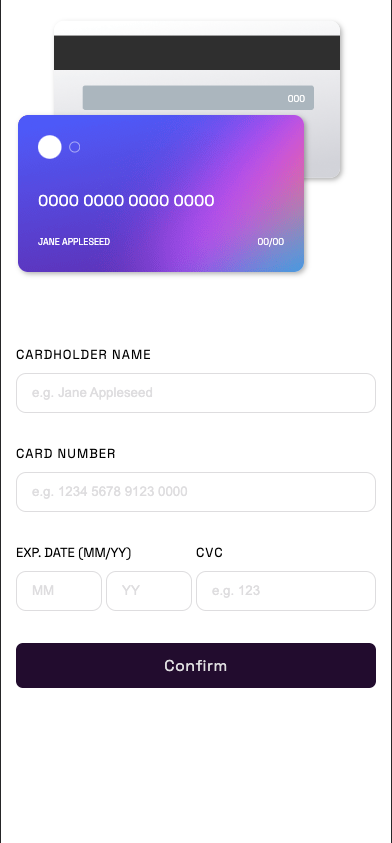 000
0000 0000 0000 0000
JANE APPLESEED 00/00
CARDHOLDER NAME
e.g. Jane Appleseed
CARD NUMBER
e.g. 1234 5678 9123 0000
EXP. DATE (MM/YY) CVC
MM YY e.g. 123
Confirm